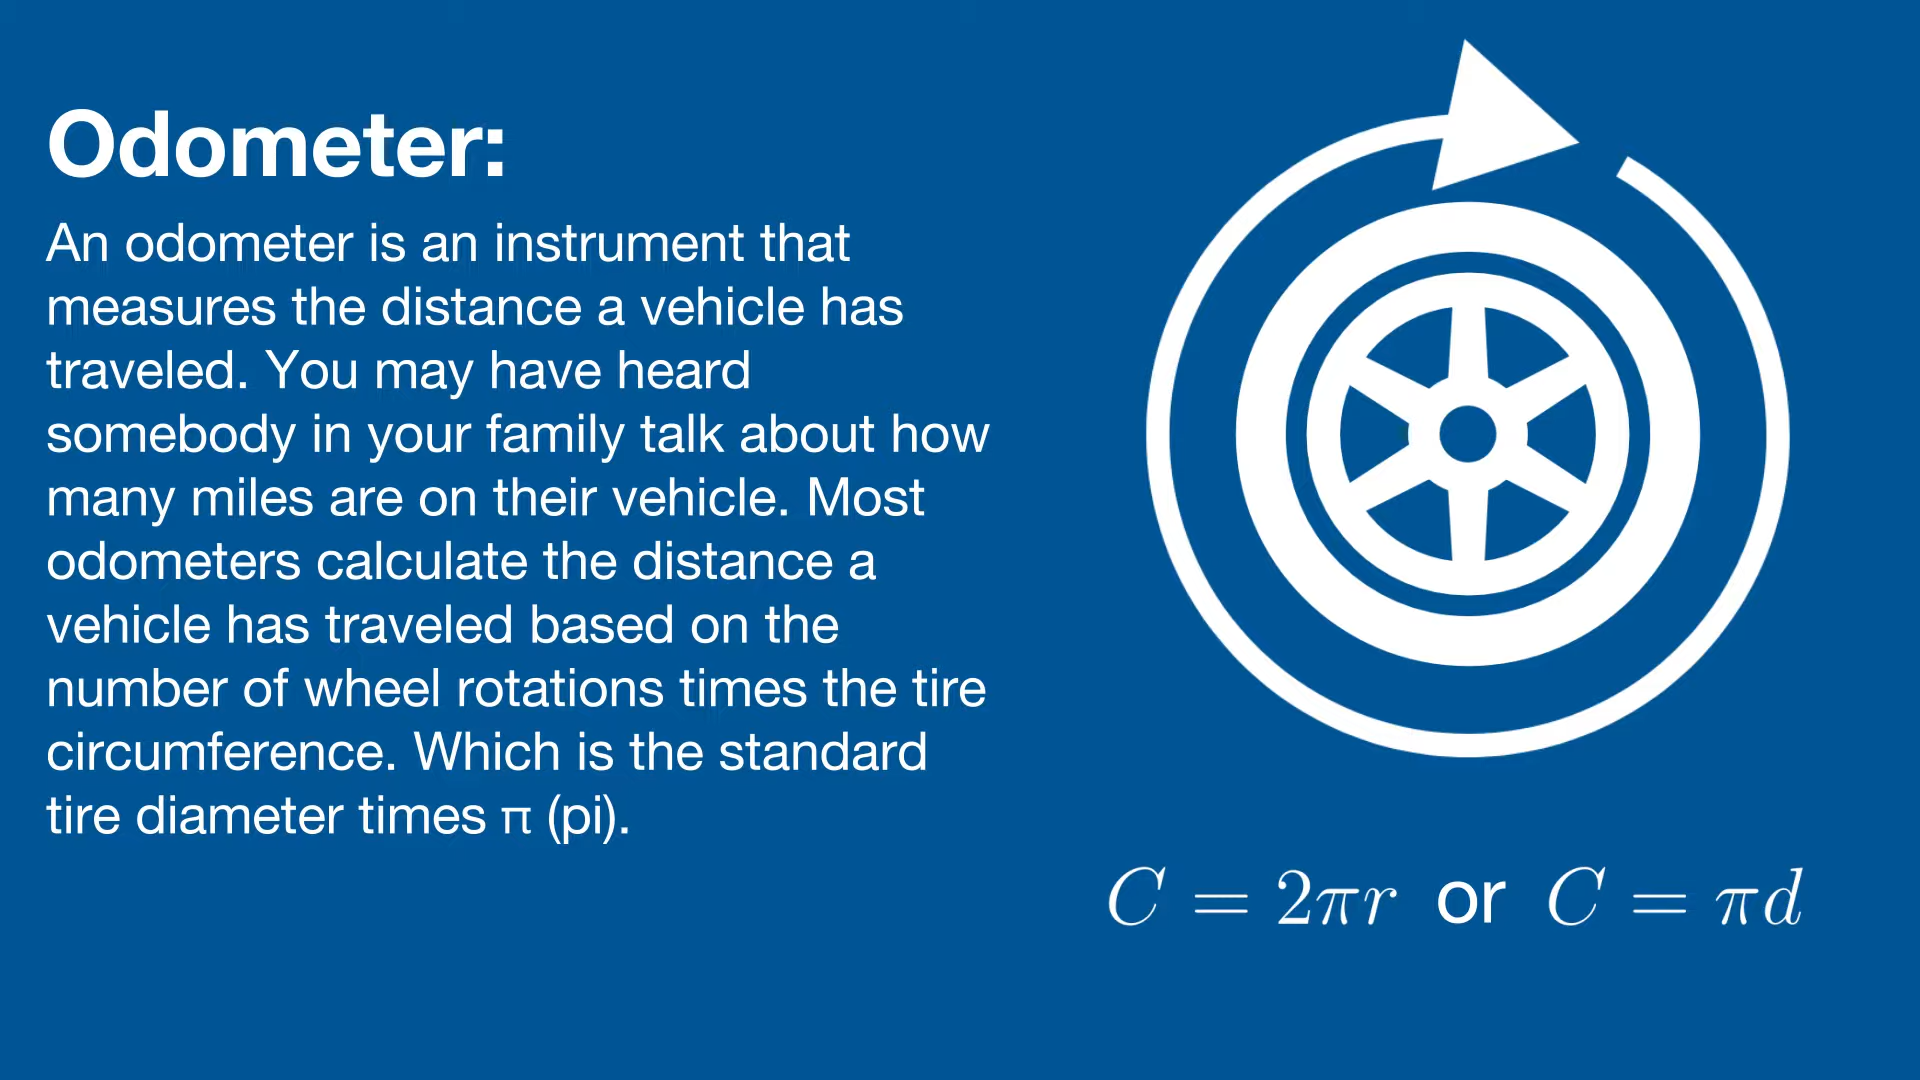 Odometer:
An odometer is an instrument that
measures the distance a vehicle has
traveled. You may have heard
somebody in your family talk about how
many miles are on their vehicle. Most
odometers calculate the distance a
vehicle has traveled based on the
number of wheel rotations times the tire
circumference. Which is the standard
tire diameter times π (pi).
C = 2πr or C = πd